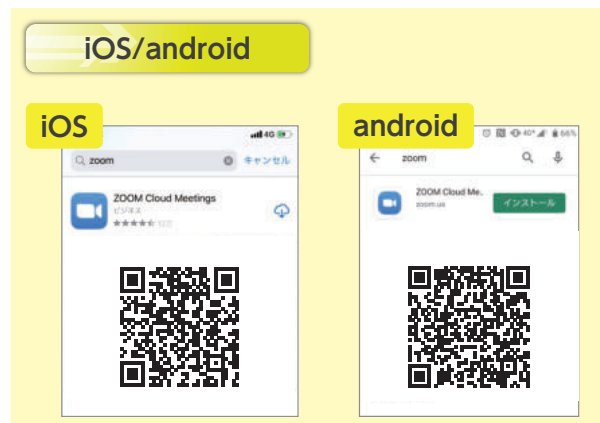 iOS/android
iOS
4G
zoom
キャンセル
ZOOM Cloud Meetings
ビジネス
android
66%
zoom
ZOOM Cloud Me..
zoom.us
インストール